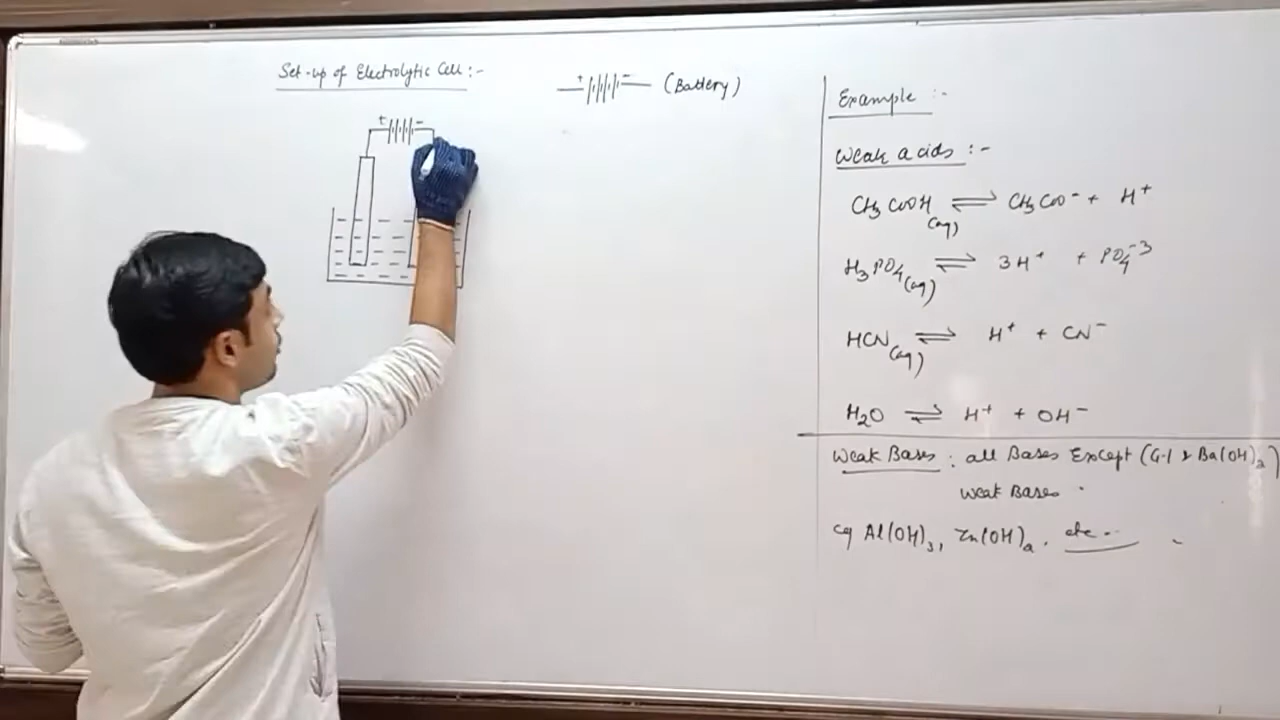 Set-up of Electrolytic Cell :-
+ - (Battery)
+ -
Example :-
Weak acids :-
CH3COOH(aq) ⇌ CH3COO- + H+
H3PO4(aq) ⇌ 3H+ + PO4-3
HCN(aq) ⇌ H+ + CN-
H2O ⇌ H+ + OH-
Weak Bases : all Bases Except (G-1 & Ba(OH)2)
Weak Bases.
eg Al(OH)3, Zn(OH)2, etc...